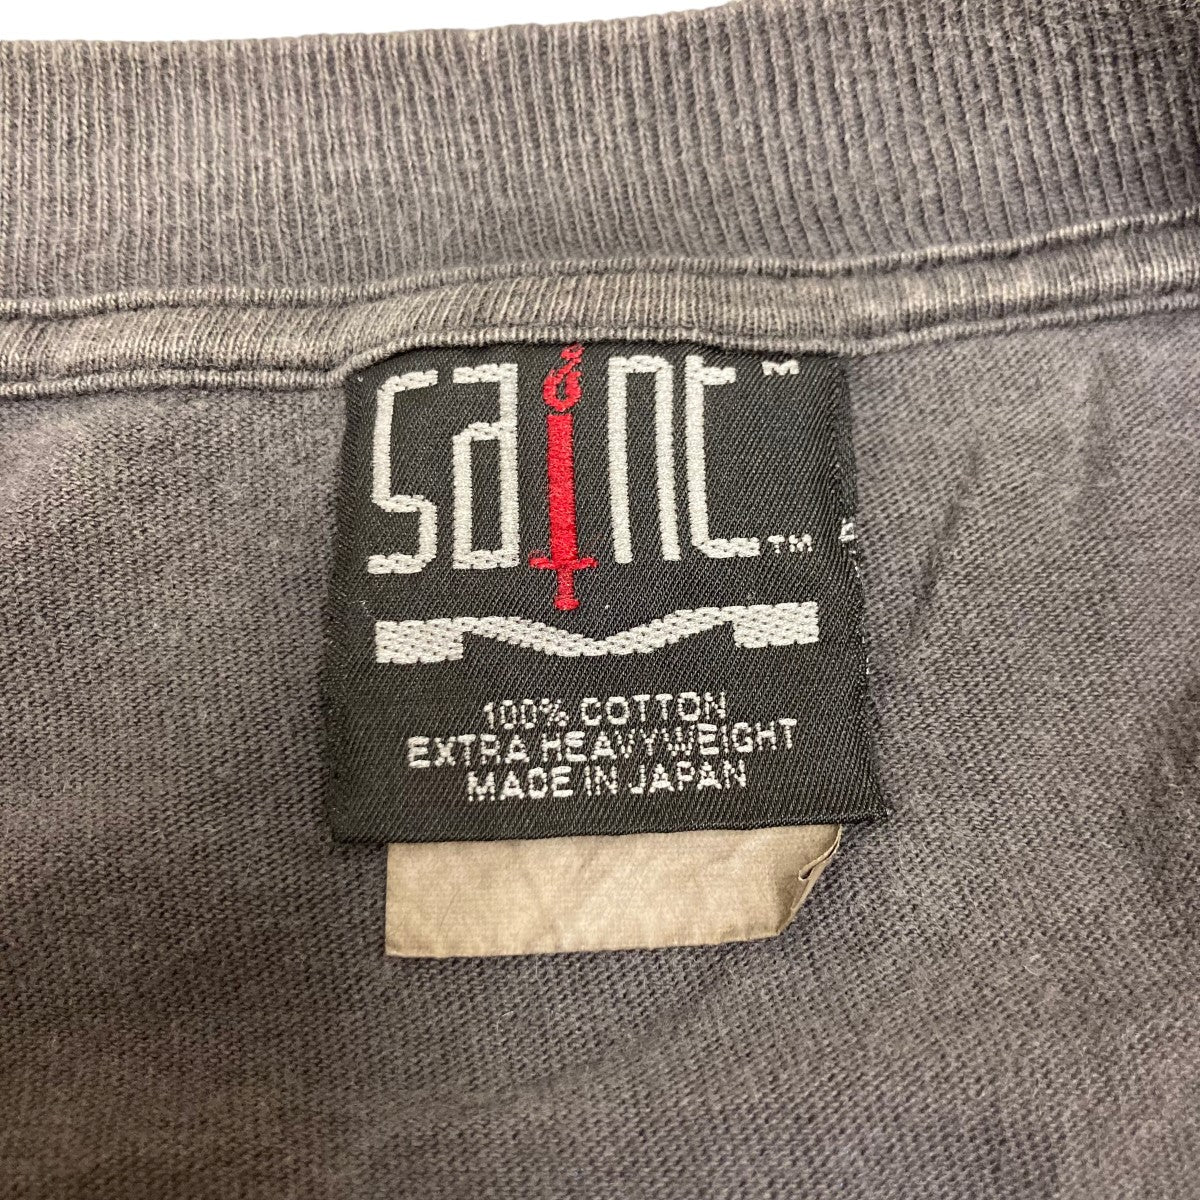 SaiNt M
TM
100% COTTON
EXTRA HEAVYWEIGHT
MADE IN JAPAN